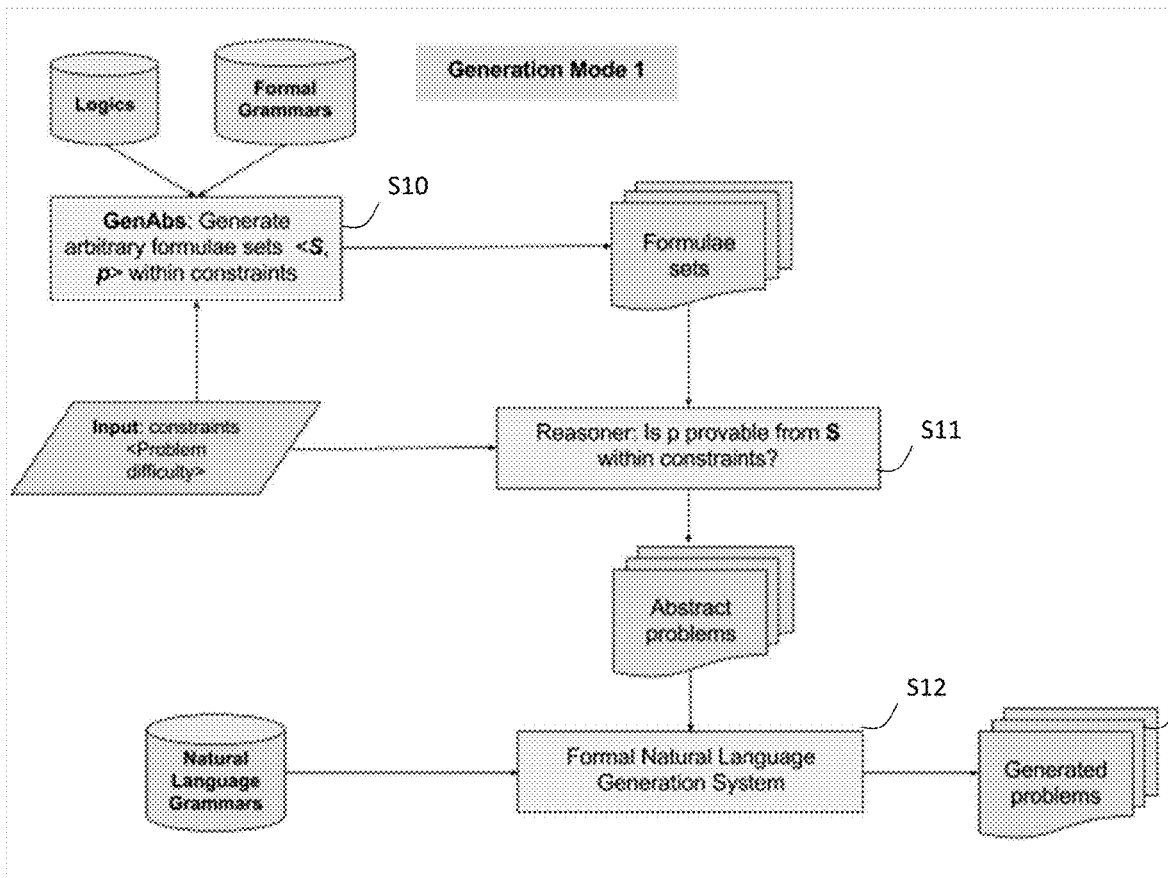 Generation Mode 1
Logics
Formal
Grammars
S10
GenAbs: Generate
arbitrary formulae sets <S,
p> within constraints
Formulae
sets
Input: constraints
<Problem
difficulty>
Reasoner: Is p provable from S
within constraints?
S11
Abstract
problems
S12
Natural
Language
Grammars
Formal Natural Language
Generation System
Generated
problems